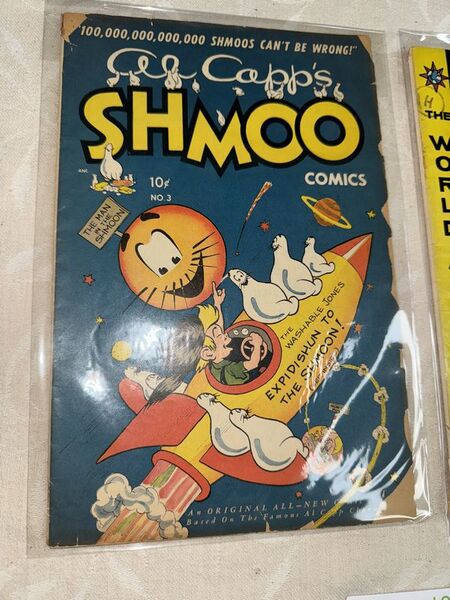 "100,000,000,000,000 SHMOOS CAN'T BE WRONG!"
Al Capp's
SHMOO
COMICS
10¢
NO. 3
THE MAN
IN THE
SHMOON!
THE
WASHABLE JONES
EXPIDISHUN TO
THE SHMOON!
An ORIGINAL ALL-NEW
Based On The Famous Al Capp
H
THE
W
O
R
L
D